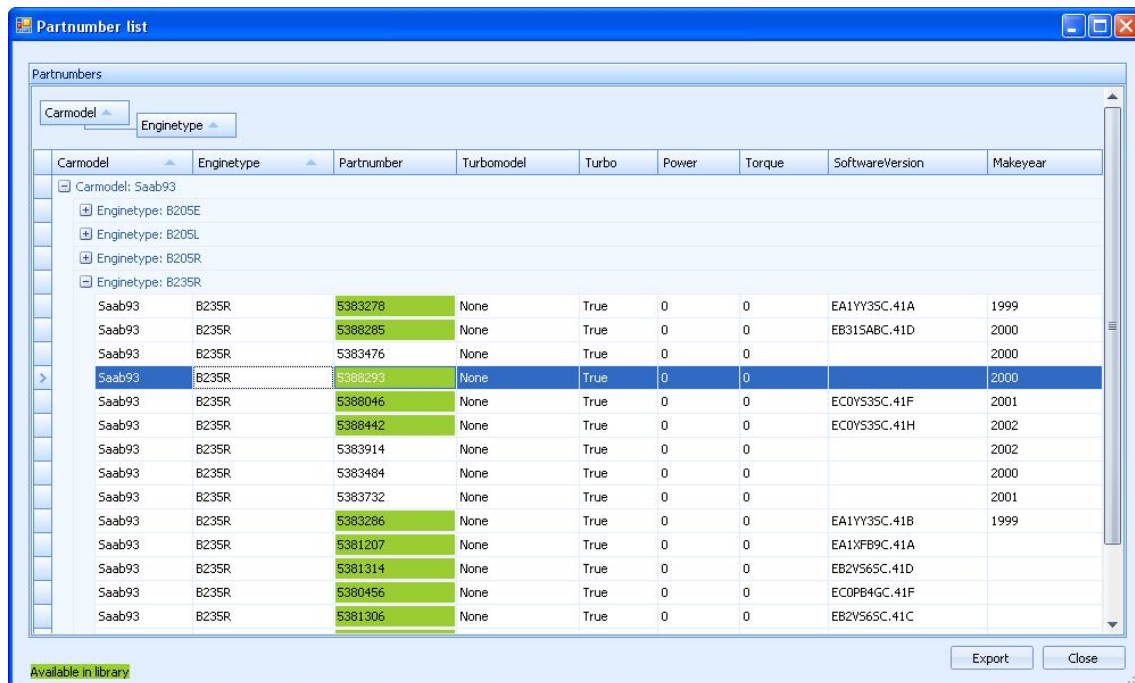 Partnumber list
Partnumbers
Carmodel
Enginetype
Carmodel Enginetype Partnumber Turbomodel Turbo Power Torque SoftwareVersion Makeyear
Carmodel: Saab93
Enginetype: B205E
Enginetype: B205L
Enginetype: B205R
Enginetype: B235R
Saab93 B235R 5383278 None True 0 0 EA1YY3SC.41A 1999
Saab93 B235R 5388285 None True 0 0 EB31SABC.41D 2000
Saab93 B235R 5383476 None True 0 0 2000
Saab93 B235R 5388293 None True 0 0 2000
Saab93 B235R 5388046 None True 0 0 EC0YS3SC.41F 2001
Saab93 B235R 5388442 None True 0 0 EC0YS3SC.41H 2002
Saab93 B235R 5383914 None True 0 0 2002
Saab93 B235R 5383484 None True 0 0 2000
Saab93 B235R 5383732 None True 0 0 2001
Saab93 B235R 5383286 None True 0 0 EA1YY3SC.41B 1999
Saab93 B235R 5381207 None True 0 0 EA1XFB9C.41A
Saab93 B235R 5381314 None True 0 0 EB2VS6SC.41D
Saab93 B235R 5380456 None True 0 0 EC0PB4GC.41F
Saab93 B235R 5381306 None True 0 0 EB2VS6SC.41C
Export Close
Available in library